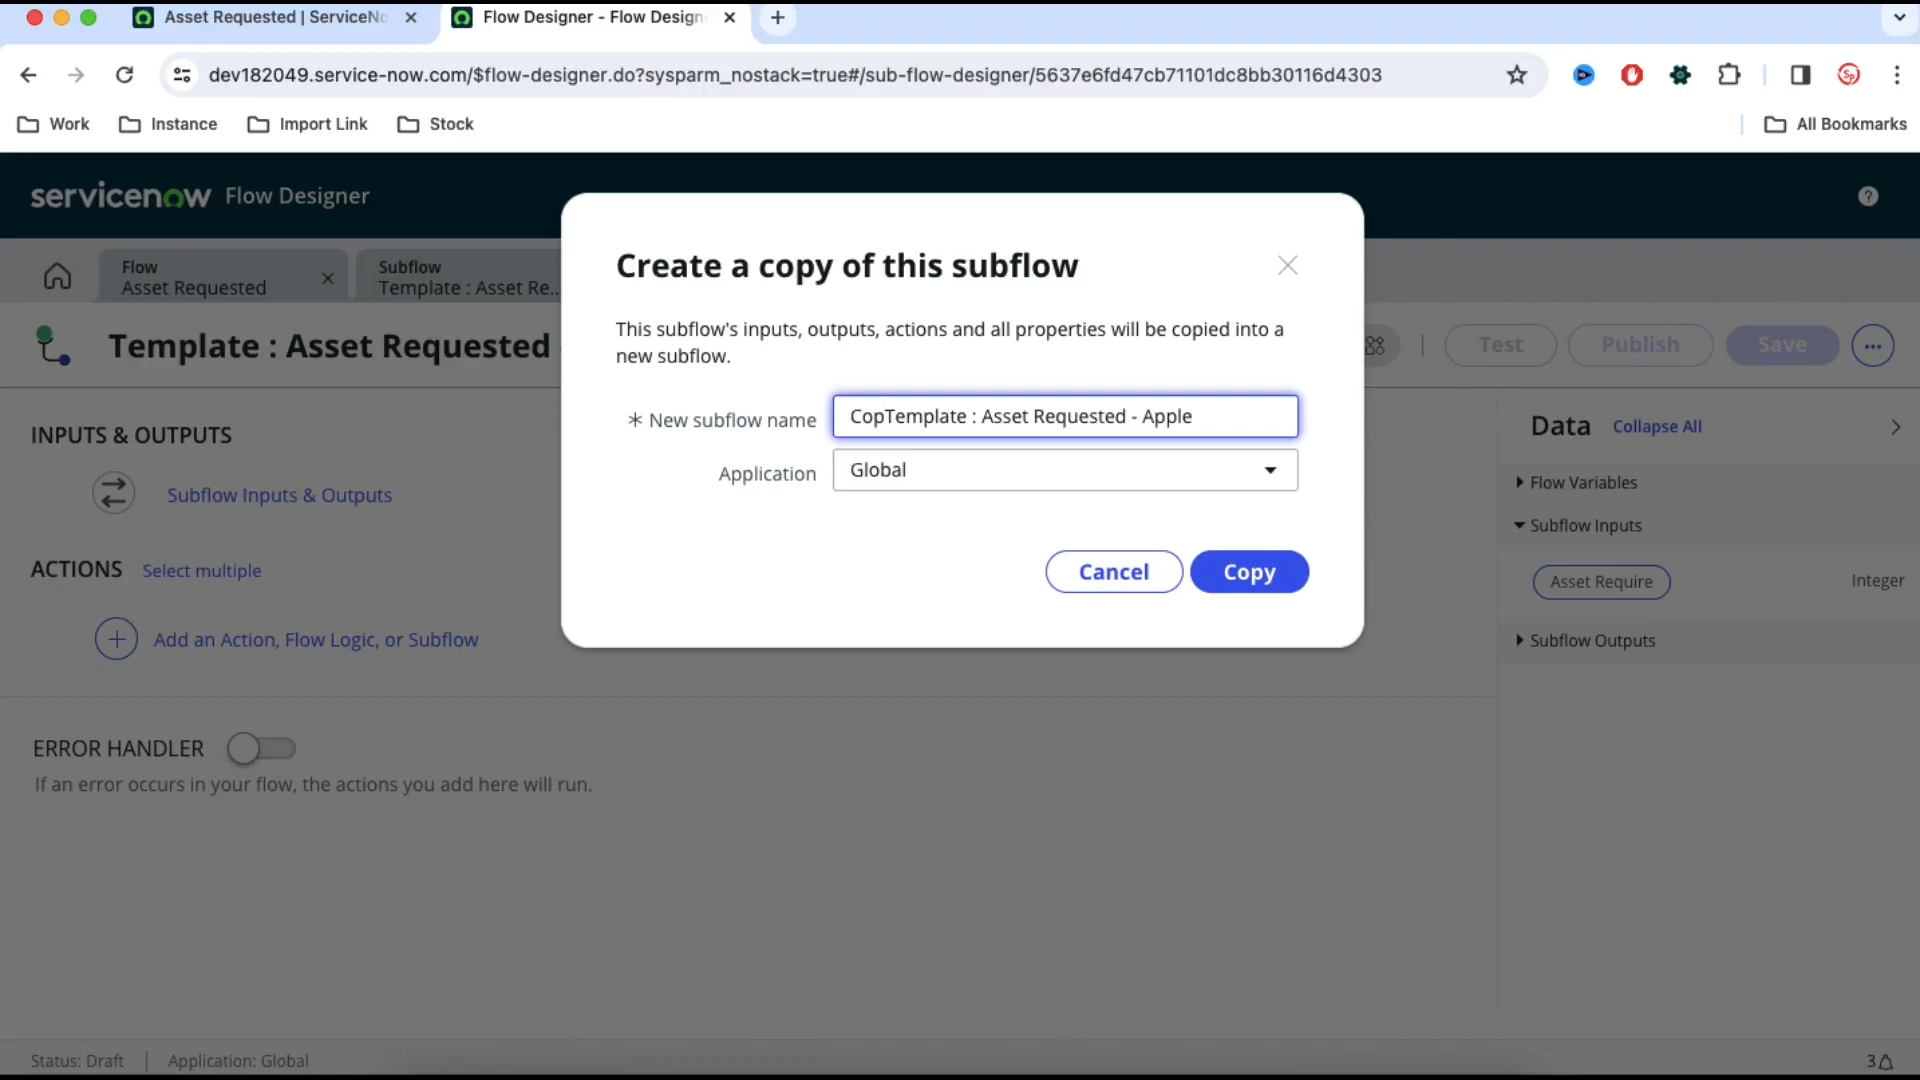 Asset Requested | ServiceNo
Flow Designer - Flow Design
dev182049.service-now.com/$flow-designer.do?sysparm_nostack=true#/sub-flow-designer/5637e6fd47cb71101dc8bb30116d4303
Work
Instance
Import Link
Stock
All Bookmarks
servicenow Flow Designer
Flow
Asset Requested
Subflow
Template : Asset Re...
Template : Asset Requested
Test
Publish
Save
Create a copy of this subflow
This subflow's inputs, outputs, actions and all properties will be copied into a
new subflow.
* New subflow name
CopTemplate : Asset Requested - Apple
Application
Global
Cancel
Copy
INPUTS & OUTPUTS
Subflow Inputs & Outputs
ACTIONS Select multiple
Add an Action, Flow Logic, or Subflow
ERROR HANDLER
If an error occurs in your flow, the actions you add here will run.
Data Collapse All
Flow Variables
Subflow Inputs
Asset Require
Integer
Subflow Outputs
Status: Draft | Application: Global
3